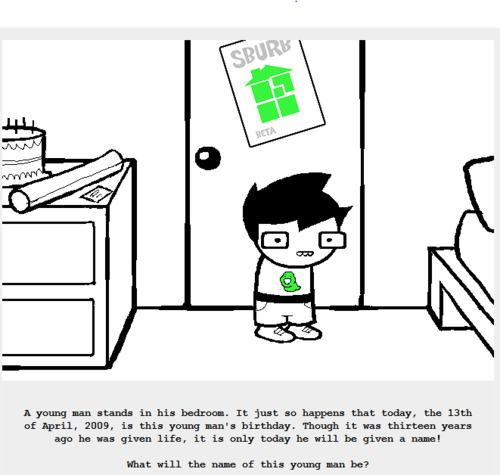 SBURB
BETA
A young man stands in his bedroom. It just so happens that today, the 13th
of April, 2009, is this young man's birthday. Though it was thirteen years
ago he was given life, it is only today he will be given a name!
What will the name of this young man be?